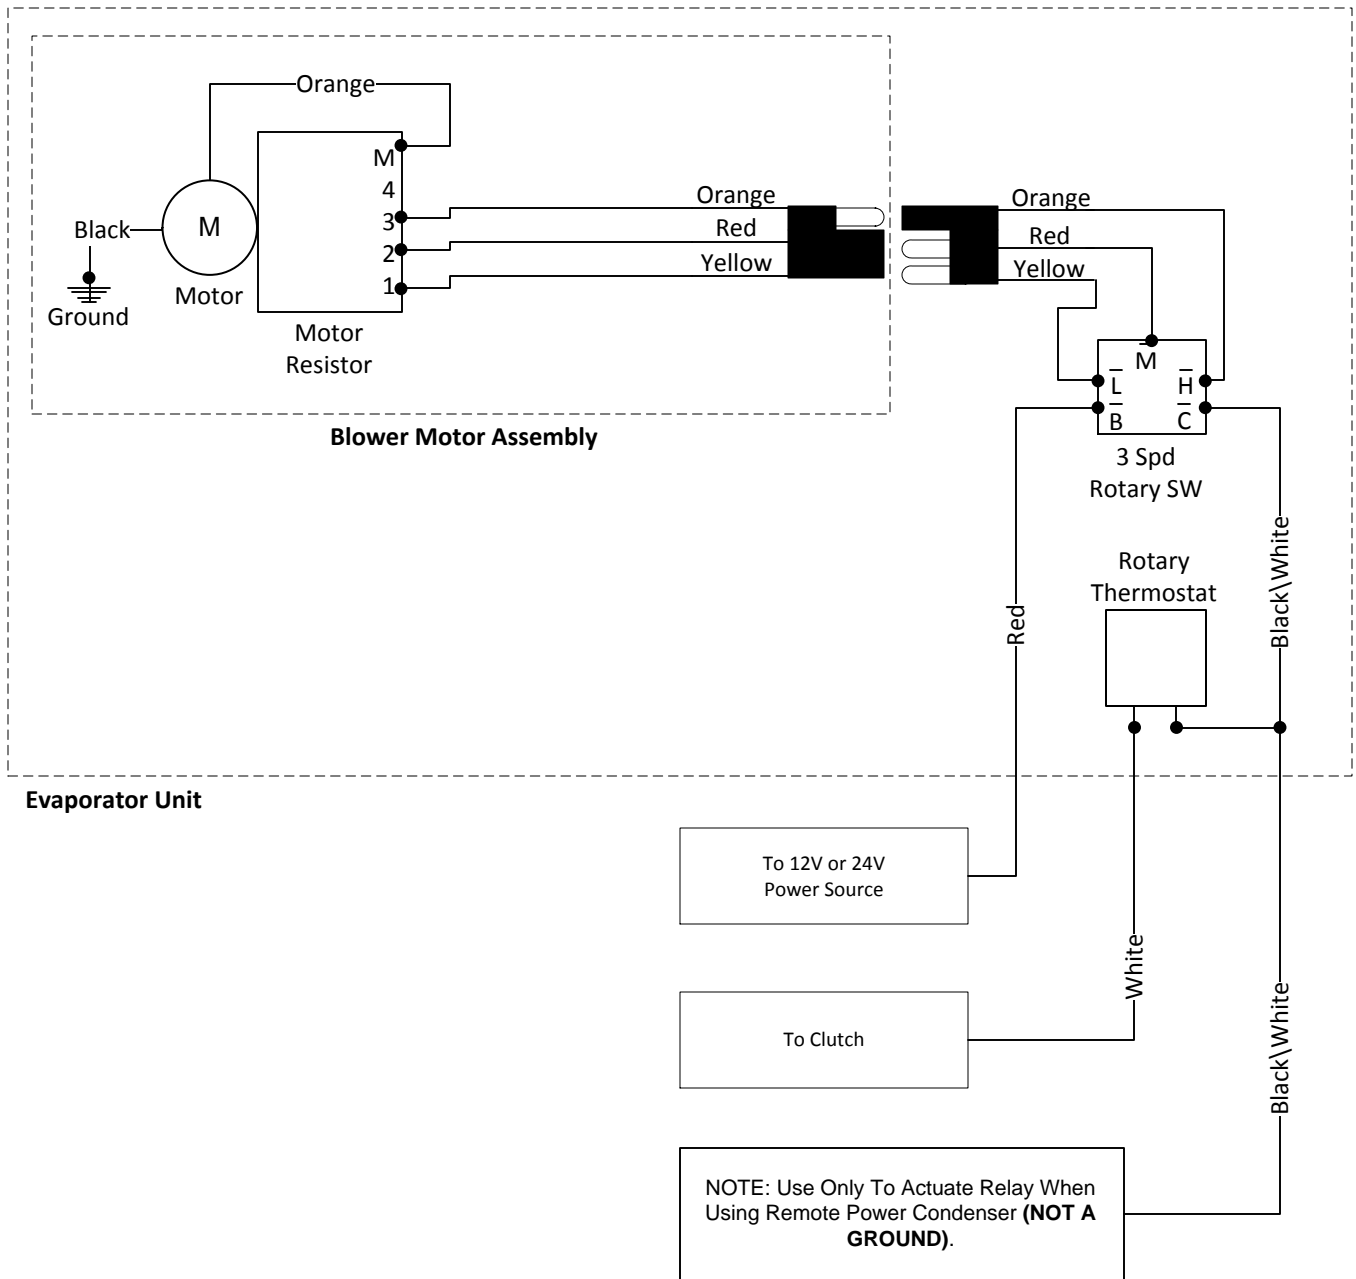 Orange
M
4
3
2
1
Black
M
Motor
Ground
Motor
Resistor
Orange
Red
Yellow
Orange
Red
Yellow
Blower Motor Assembly
M
L
H
B
C
3 Spd
Rotary SW
Rotary
Thermostat
Red
Black\White
Evaporator Unit
To 12V or 24V
Power Source
White
To Clutch
Black\White
NOTE: Use Only To Actuate Relay When
Using Remote Power Condenser (NOT A
GROUND).